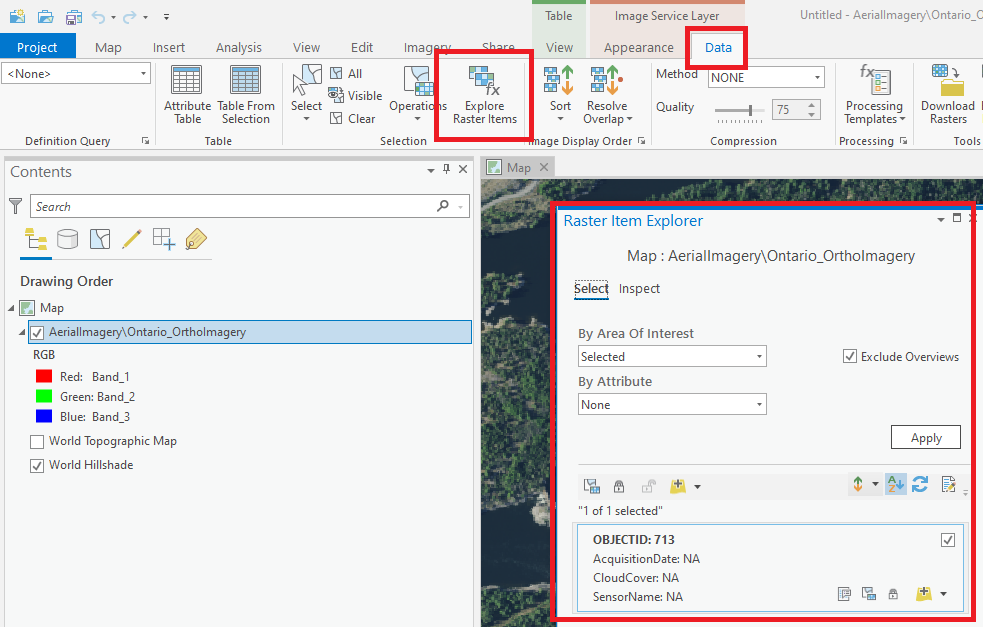 Table
Image Service Layer
Untitled - AerialImagery\Ontario_O
Project
Map
Insert
Analysis
View
Edit
Imagery
Share
View
Appearance
Data
<None>
Attribute
Table
Table From
Selection
Select
All
Visible
Clear
Operations
Explore
Raster Items
Sort
Resolve
Overlap
Method
NONE
Quality
75
Processing
Templates
Download
Rasters
Definition Query
Table
Selection
Image Display Order
Compression
Processing
Tools
Contents
Search
Drawing Order
Map
AerialImagery\Ontario_OrthoImagery
RGB
Red: Band_1
Green: Band_2
Blue: Band_3
World Topographic Map
World Hillshade
Map
Raster Item Explorer
Map : AerialImagery\Ontario_OrthoImagery
Select Inspect
By Area Of Interest
Selected
Exclude Overviews
By Attribute
None
Apply
"1 of 1 selected"
OBJECTID: 713
AcquisitionDate: NA
CloudCover: NA
SensorName: NA